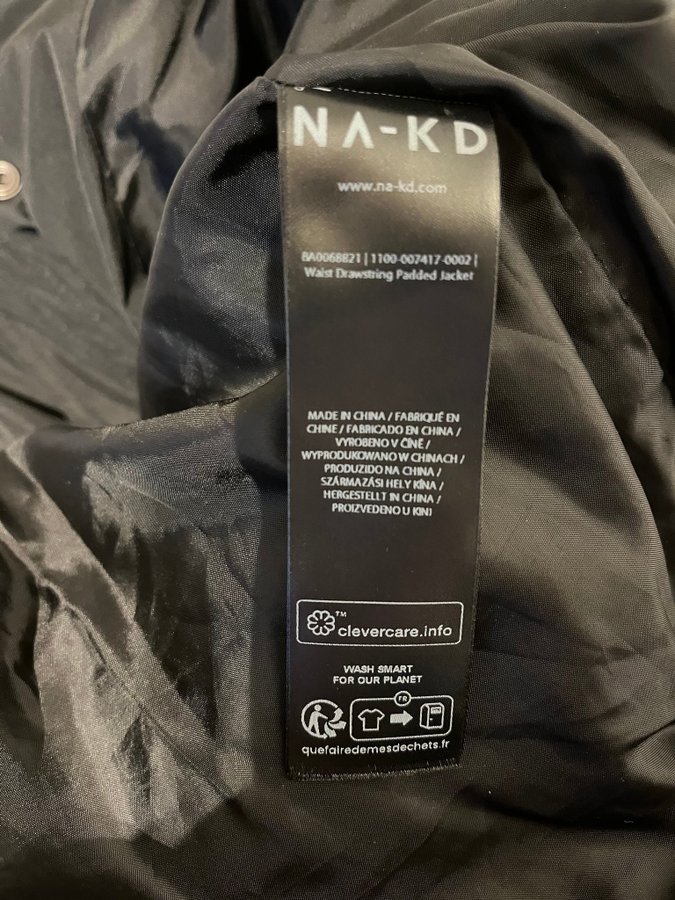 NA-KD
www.na-kd.com
BA0068821 | 1100-007417-0002 |
Waist Drawstring Padded Jacket
MADE IN CHINA / FABRIQUÉ EN
CHINE / FABRICADO EN CHINA /
VYROBENO V ČÍNĚ /
WYPRODUKOWANO W CHINACH /
PRODUZIDO NA CHINA /
SZÁRMAZÁSI HELY KÍNA /
HERGESTELLT IN CHINA /
PROIZVEDENO U KINI
TM
clevercare.info
WASH SMART
FOR OUR PLANET
FR
quefairedemesdechets.fr